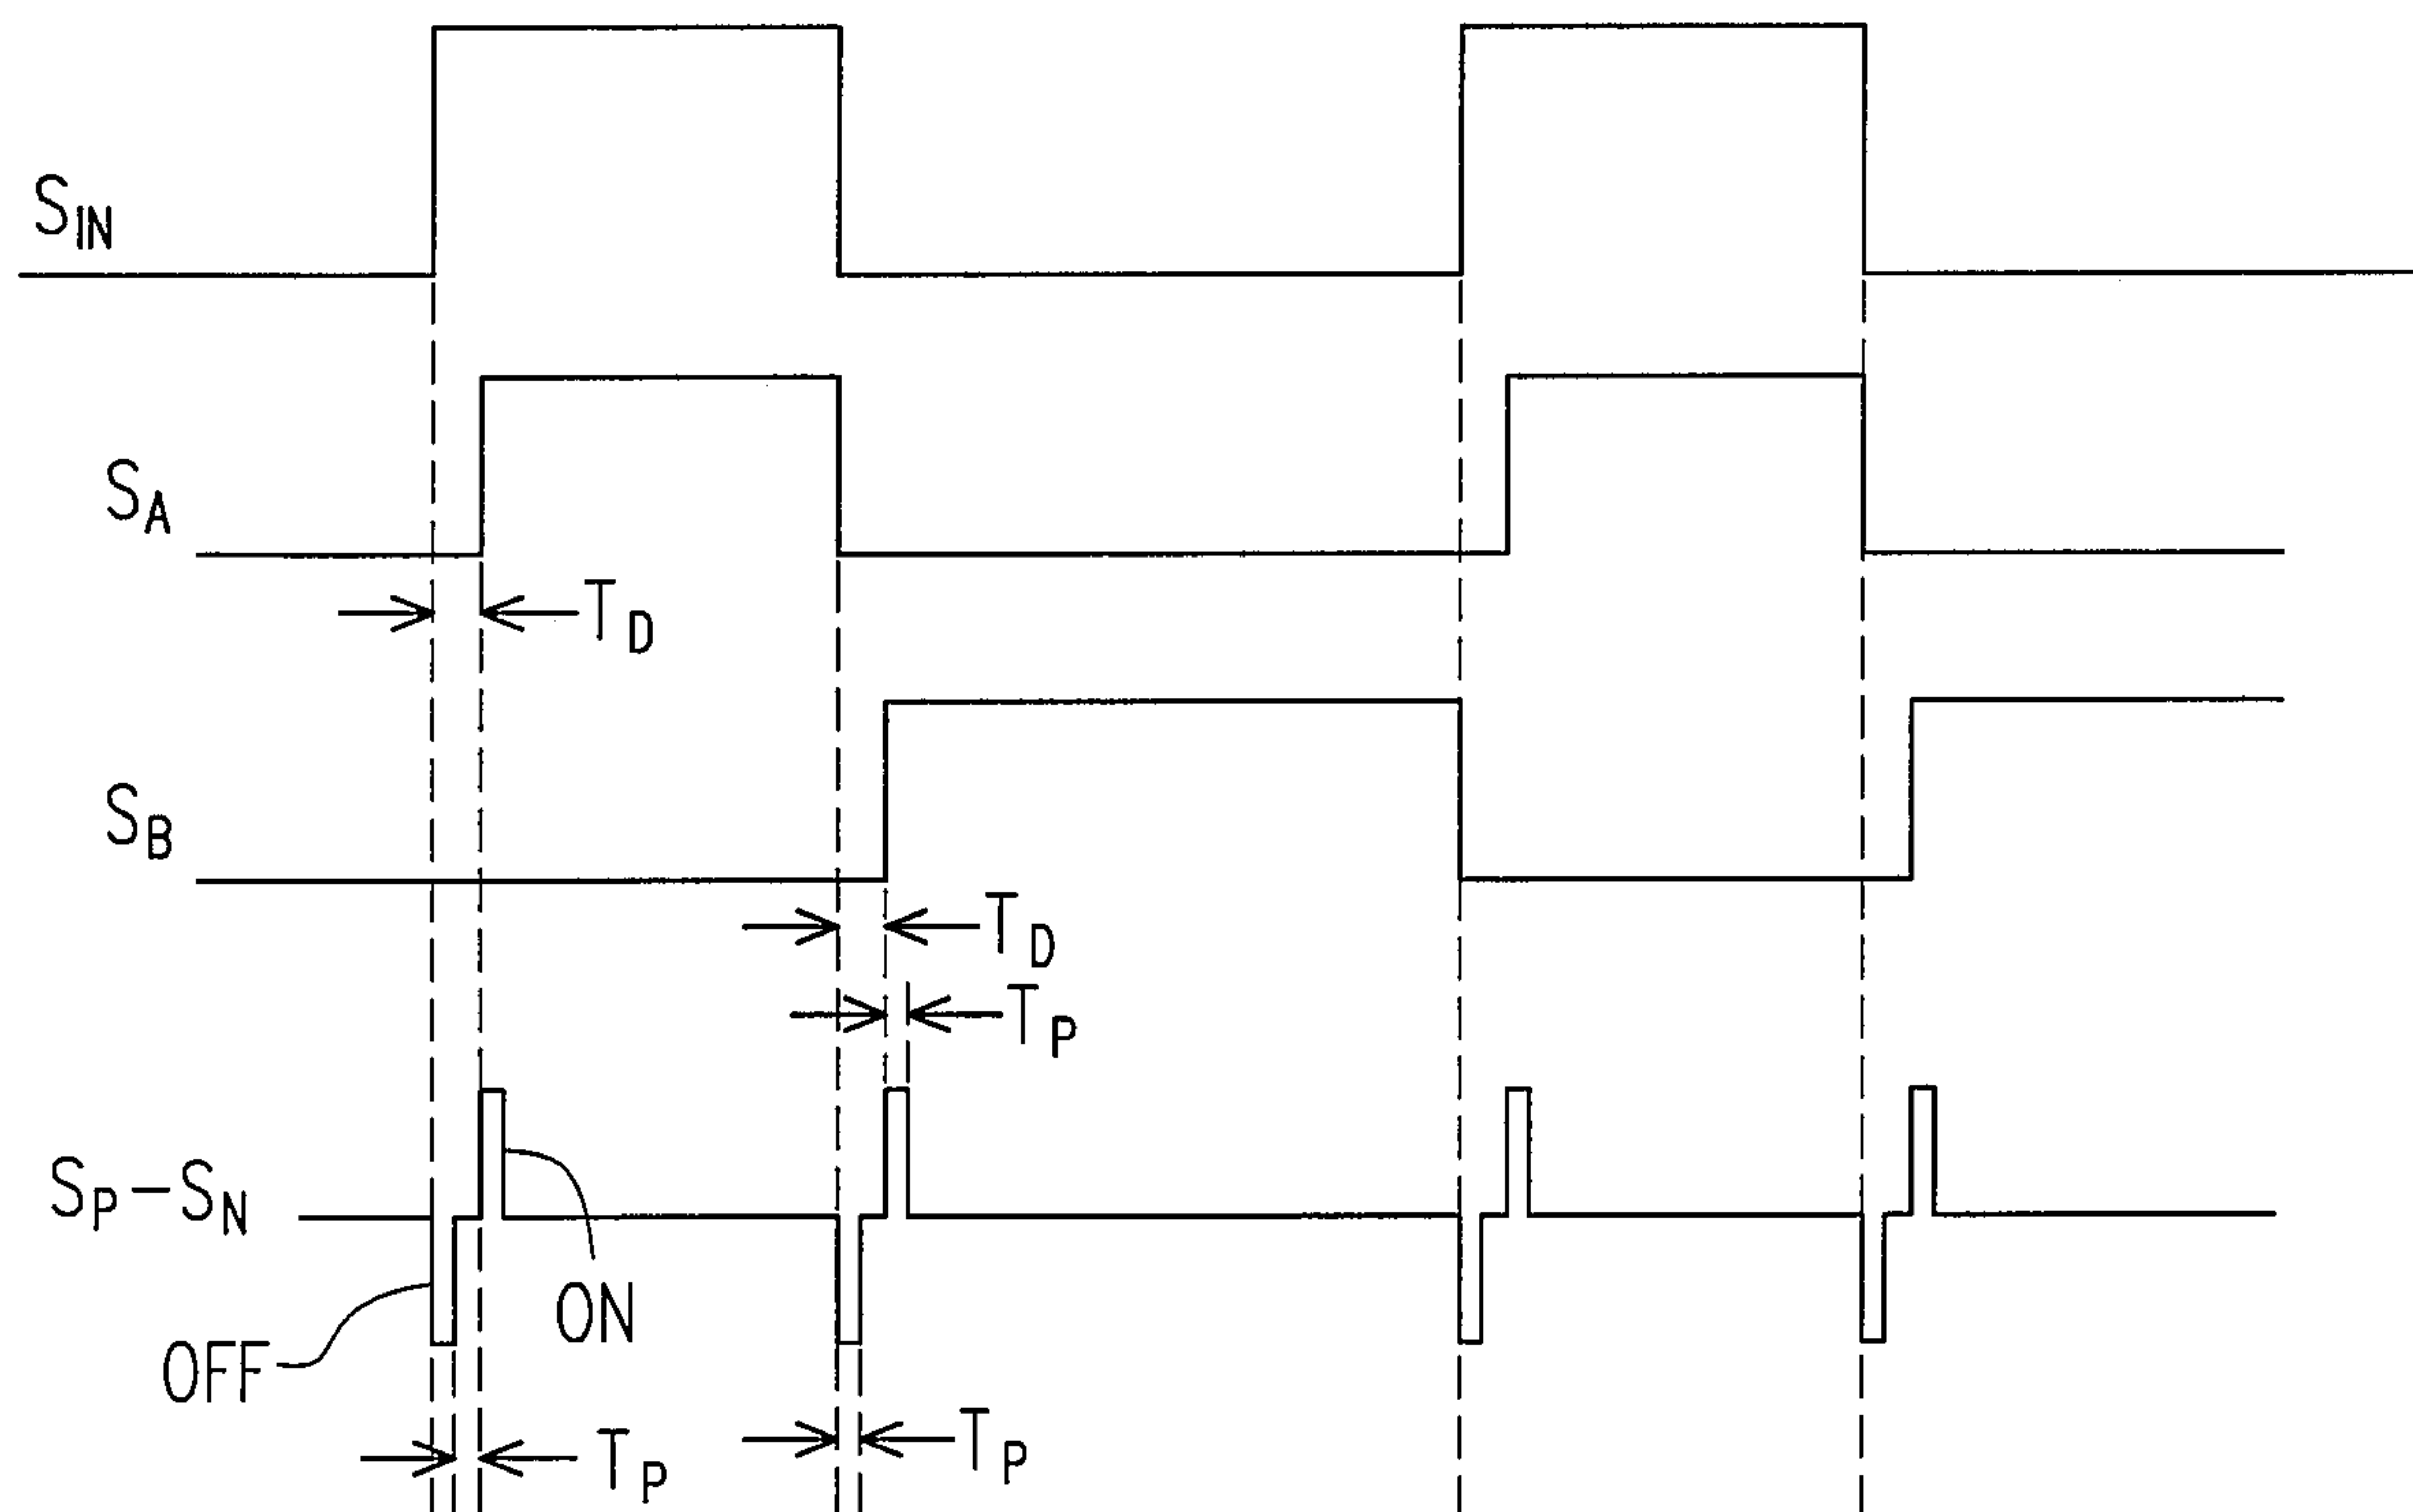 S_IN
S_A
T_D
S_B
T_D
T_P
S_P–S_N
ON
OFF
T_P
T_P